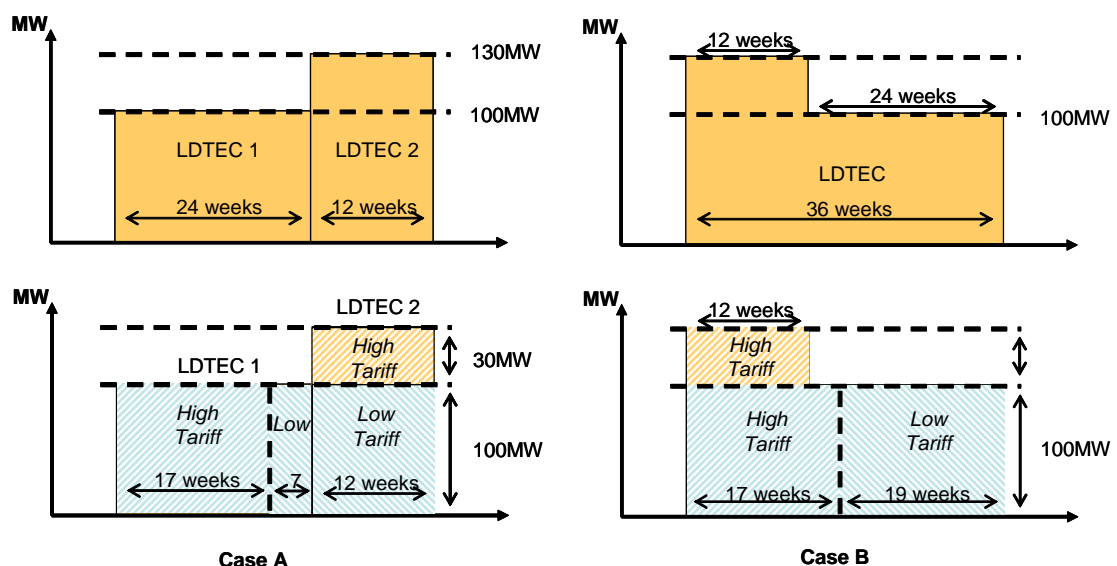 MW
130MW
100MW
LDTEC 1
LDTEC 2
24 weeks
12 weeks
MW
12 weeks
24 weeks
100MW
LDTEC
36 weeks
MW
LDTEC 2
High
Tariff
30MW
LDTEC 1
High
Tariff
Low
Low
Tariff
100MW
17 weeks
7
12 weeks
Case A
MW
12 weeks
High
Tariff
High
Tariff
Low
Tariff
100MW
17 weeks
19 weeks
Case B